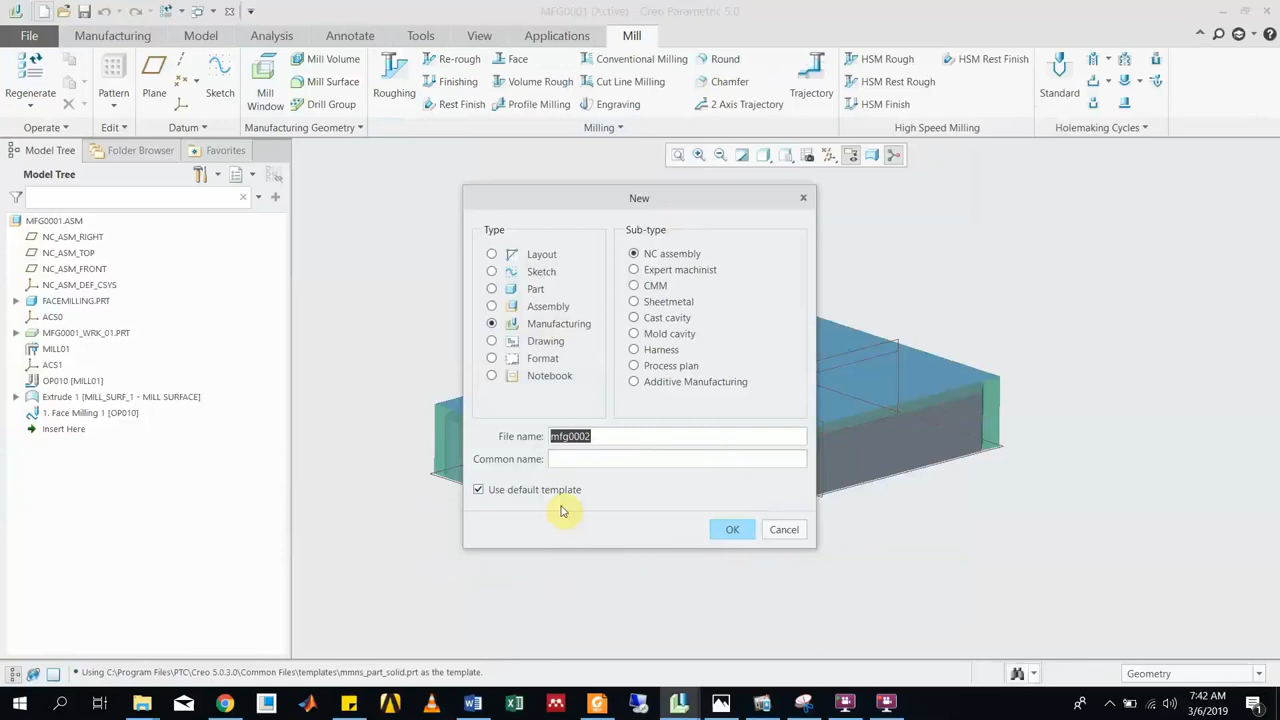 MFG0001 (Active) - Creo Parametric 5.0
File
Manufacturing
Model
Analysis
Annotate
Tools
View
Applications
Mill
Regenerate
Operate
Pattern
Edit
Plane
Sketch
Datum
Mill Window
Mill Volume
Mill Surface
Drill Group
Manufacturing Geometry
Roughing
Re-rough
Finishing
Rest Finish
Face
Volume Rough
Profile Milling
Conventional Milling
Cut Line Milling
Engraving
Round
Chamfer
2 Axis Trajectory
Trajectory
Milling
HSM Rough
HSM Rest Rough
HSM Finish
HSM Rest Finish
High Speed Milling
Standard
Holemaking Cycles
Model Tree
Folder Browser
Favorites
Model Tree
MFG0001.ASM
NC_ASM_RIGHT
NC_ASM_TOP
NC_ASM_FRONT
NC_ASM_DEF_CSYS
FACEMILLING.PRT
ACS0
MFG0001_WRK_01.PRT
MILL01
ACS1
OP010 [MILL01]
Extrude 1 [MILL_SURF_1 - MILL SURFACE]
1. Face Milling 1 [OP010]
Insert Here
New
Type
Layout
Sketch
Part
Assembly
Manufacturing
Drawing
Format
Notebook
Sub-type
NC assembly
Expert machinist
CMM
Sheetmetal
Cast cavity
Mold cavity
Harness
Process plan
Additive Manufacturing
File name: mfg0002
Common name:
Use default template
OK
Cancel
• Using C:\Program Files\PTC\Creo 5.0.3.0\Common Files\templates\mmns_part_solid.prt as the template.
Geometry
7:42 AM
3/6/2019